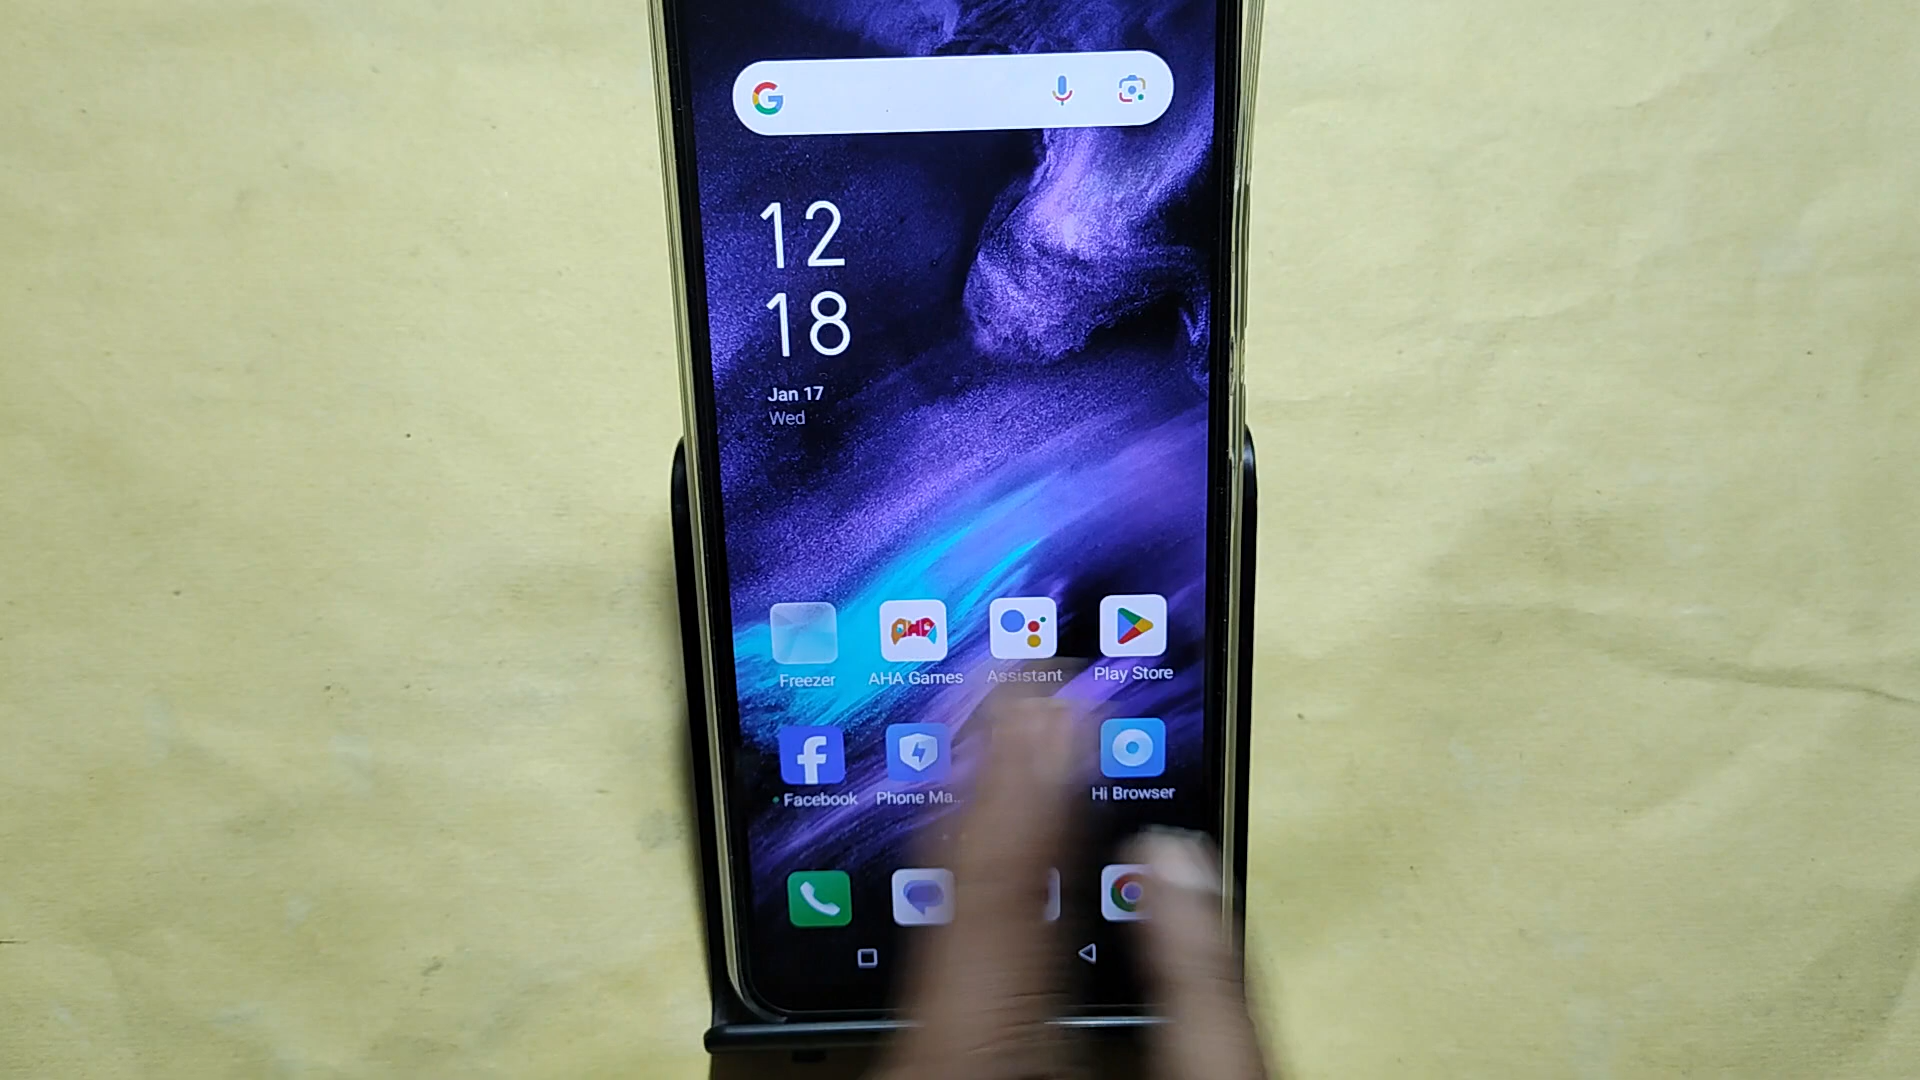 12
18
Jan 17
Wed
Freezer AHA Games Assistant Play Store
Facebook Phone Ma... Hi Browser